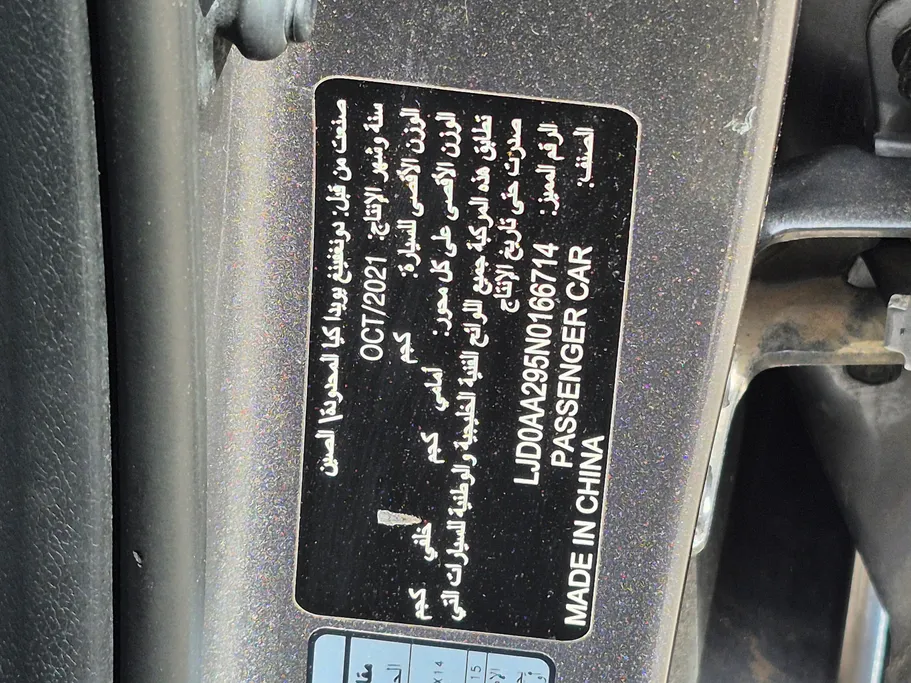 صنعت من قبل: دونغفينغ يويدا كيا المحدودة\ الصين
سنة وشهر الإنتاج: OCT/2021
الوزن الأقصى للسيارة: كجم
الوزن الأقصى على كل محور: أمامي كجم خلفي كجم
تطابق هذه المركبة جميع اللوائح الفنية الخليجية والوطنية للسيارات التي
صدرت حتى تاريخ الإنتاج
الرقم المميز: LJD0AA295N0166714
الصنف: PASSENGER CAR
MADE IN CHINA